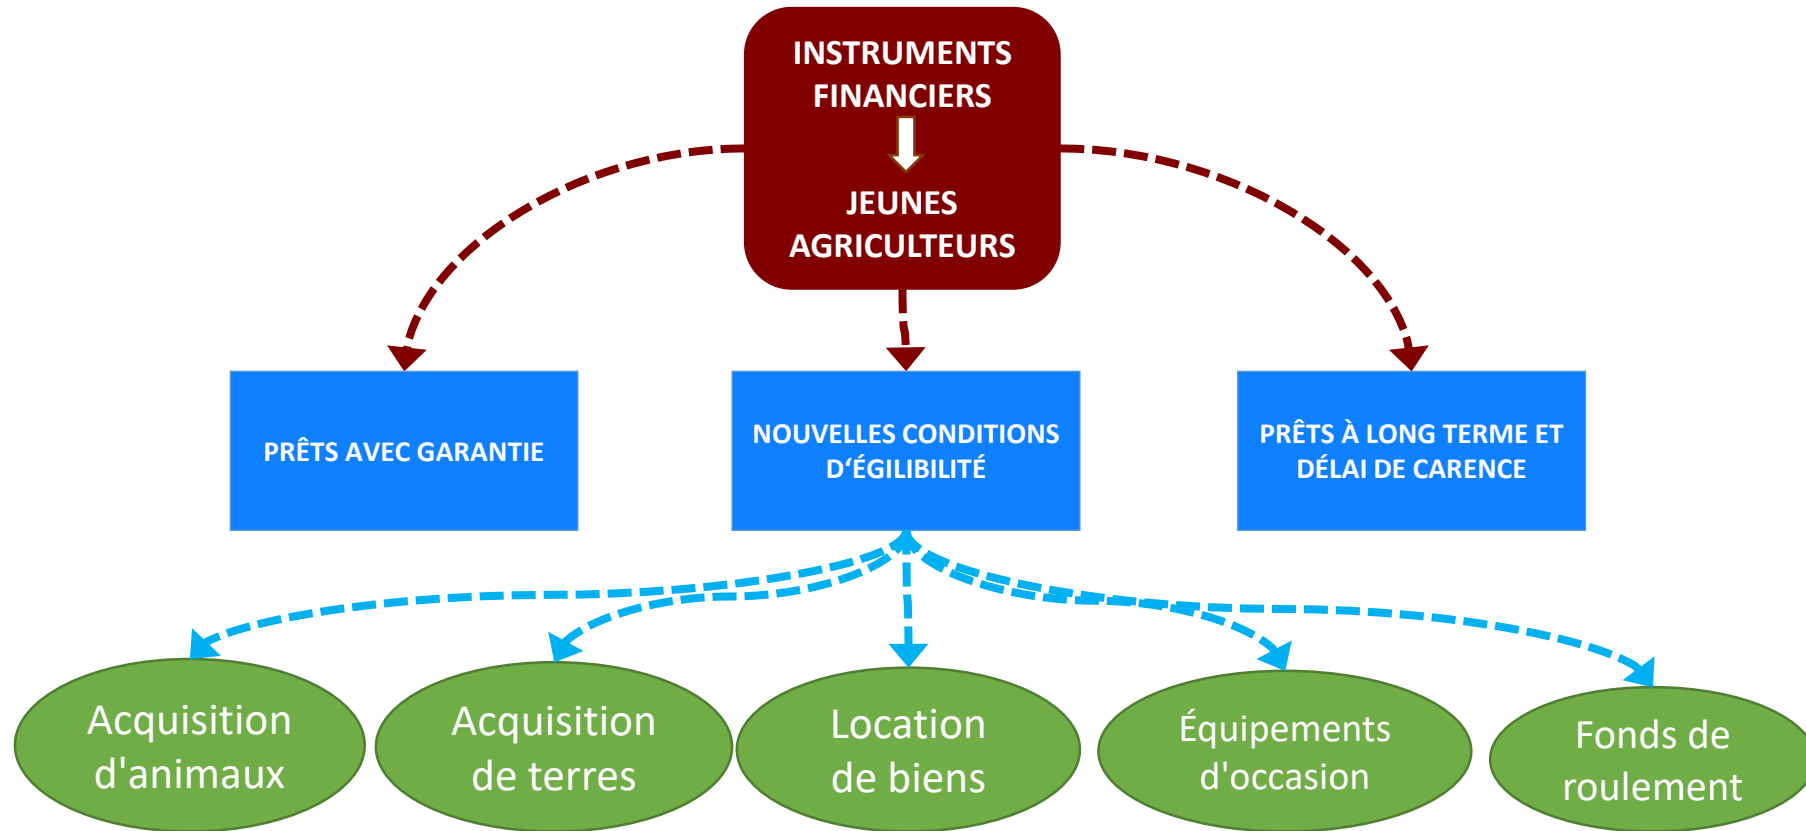 INSTRUMENTS
FINANCIERS
JEUNES
AGRICULTEURS
PRÊTS AVEC GARANTIE
NOUVELLES CONDITIONS
D‘ÉGILIBILITÉ
PRÊTS À LONG TERME ET
DÉLAI DE CARENCE
Acquisition
d'animaux
Acquisition
de terres
Location
de biens
Équipements
d'occasion
Fonds de
roulement